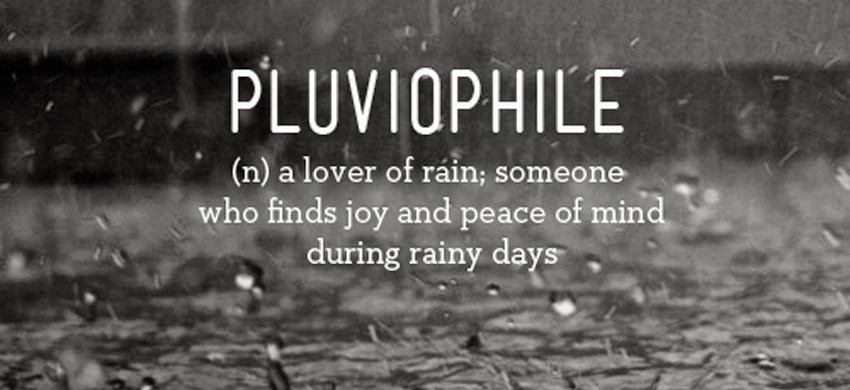 PLUVIOPHILE
(n) a lover of rain; someone
who finds joy and peace of mind
during rainy days